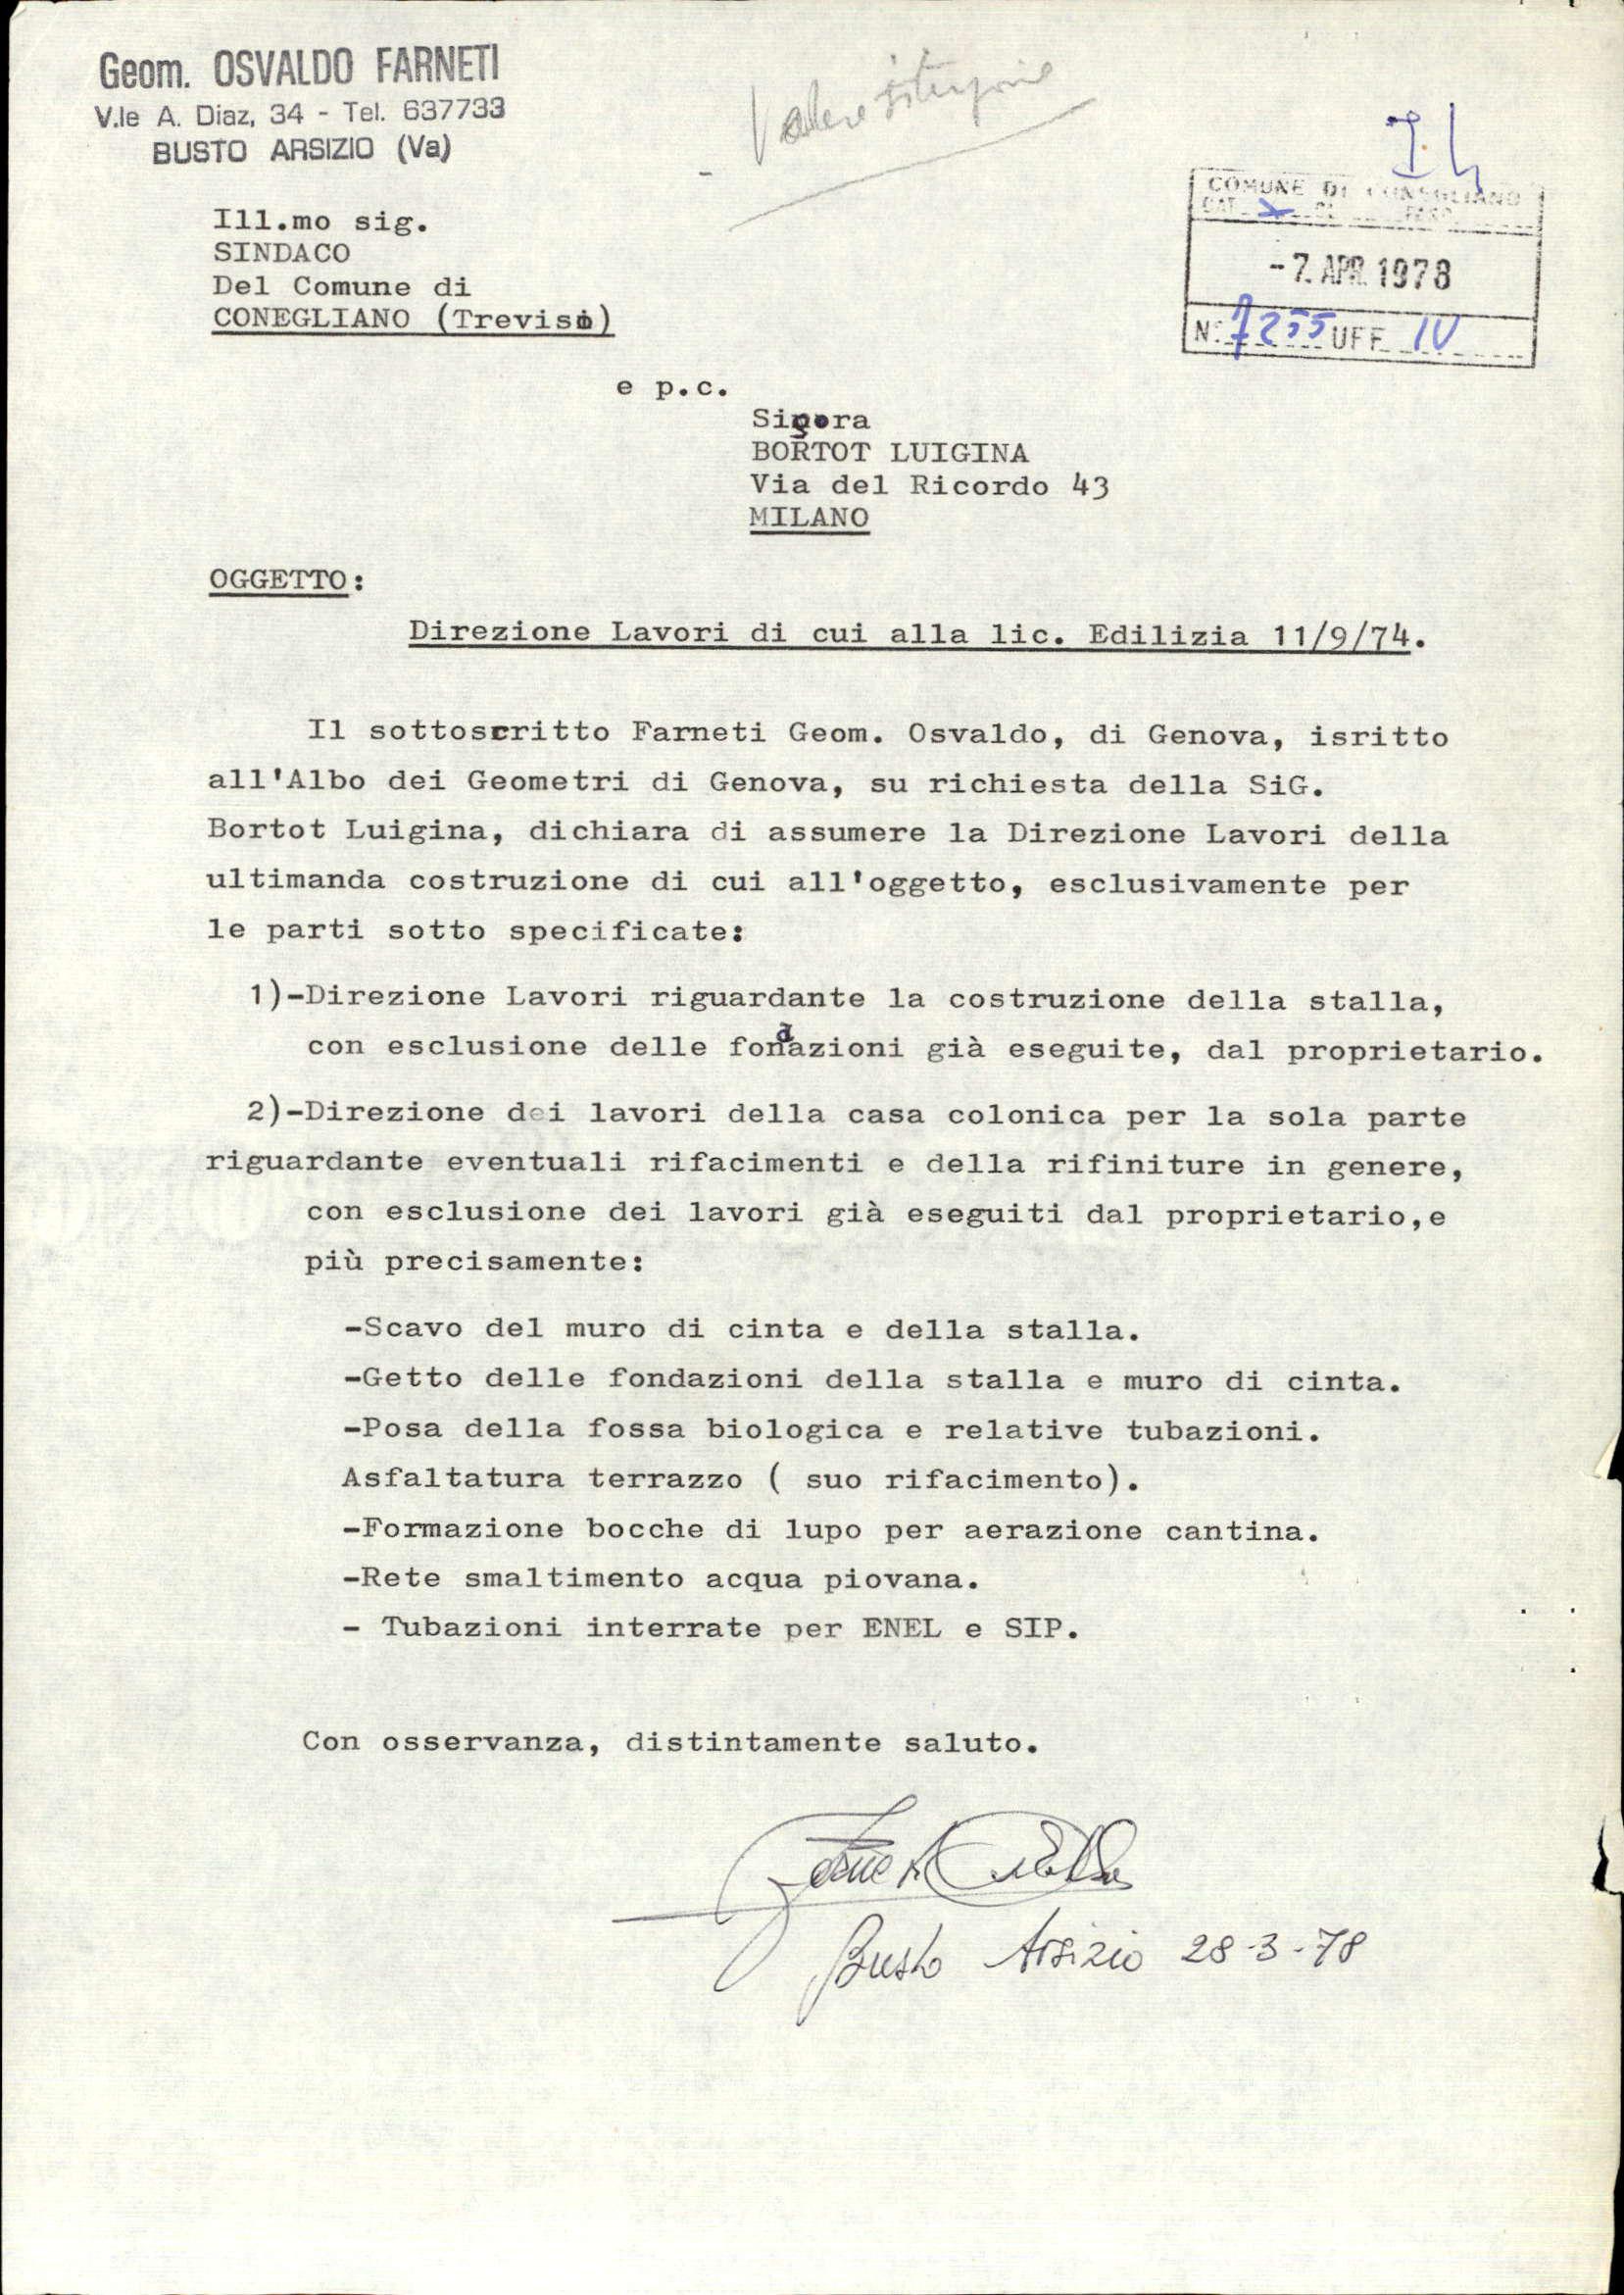 Geom. OSVALDO FARNETI
V.le A. Diaz, 34 - Tel. 637733
BUSTO ARSIZIO (Va)
COMUNE DI CONEGLIANO
CAT. X CL. FASC.
- 7. APR. 1978
N. 7255 UFF. IV
Ill.mo sig.
SINDACO
Del Comune di
CONEGLIANO (Treviso)
e p.c.
Signora
BORTOT LUIGINA
Via del Ricordo 43
MILANO
OGGETTO:
Direzione Lavori di cui alla lic. Edilizia 11/9/74.
Il sottoscritto Farneti Geom. Osvaldo, di Genova, isritto
all'Albo dei Geometri di Genova, su richiesta della SiG.
Bortot Luigina, dichiara di assumere la Direzione Lavori della
ultimanda costruzione di cui all'oggetto, esclusivamente per
le parti sotto specificate:
1)-Direzione Lavori riguardante la costruzione della stalla,
con esclusione delle fondazioni già eseguite, dal proprietario.
2)-Direzione dei lavori della casa colonica per la sola parte
riguardante eventuali rifacimenti e della rifiniture in genere,
con esclusione dei lavori già eseguiti dal proprietario,e
più precisamente:
-Scavo del muro di cinta e della stalla.
-Getto delle fondazioni della stalla e muro di cinta.
-Posa della fossa biologica e relative tubazioni.
Asfaltatura terrazzo ( suo rifacimento).
-Formazione bocche di lupo per aerazione cantina.
-Rete smaltimento acqua piovana.
- Tubazioni interrate per ENEL e SIP.
Con osservanza, distintamente saluto.
Busto Arsizio 28-3-78